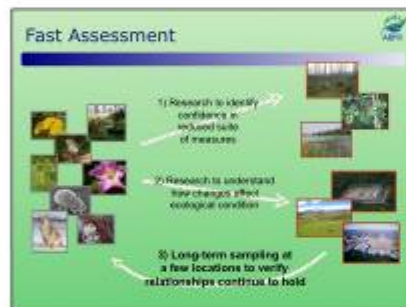 Fast Assessment
ABMI
1) Research to identify
confidence in
reduced suite
of measures
2) Research to understand
how changes affect
ecological condition
3) Long-term sampling at
a few locations to verify
relationships continue to hold